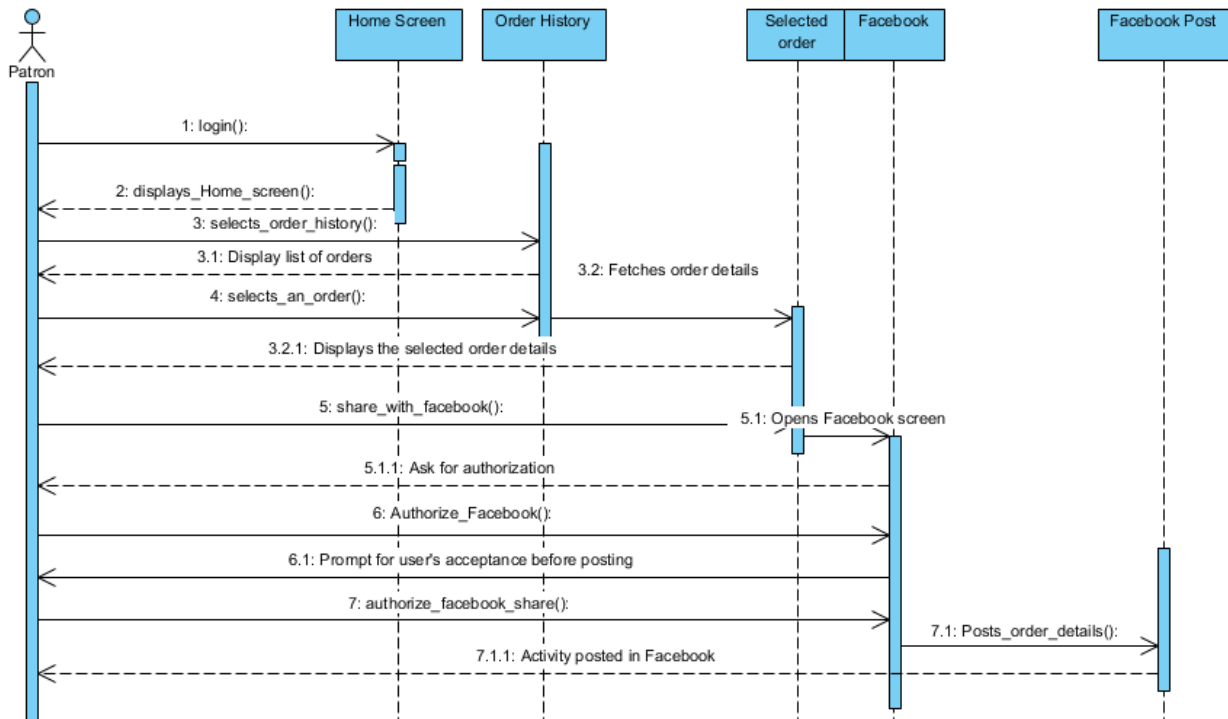 Home Screen
Order History
Selected
order
Facebook
Facebook Post
Patron
1: login():
2: displays_Home_screen():
3: selects_order_history():
3.1: Display list of orders
3.2: Fetches order details
4: selects_an_order():
3.2.1: Displays the selected order details
5: share_with_facebook():
5.1: Opens Facebook screen
5.1.1: Ask for authorization
6: Authorize_Facebook():
6.1: Prompt for user's acceptance before posting
7: authorize_facebook_share():
7.1: Posts_order_details():
7.1.1: Activity posted in Facebook